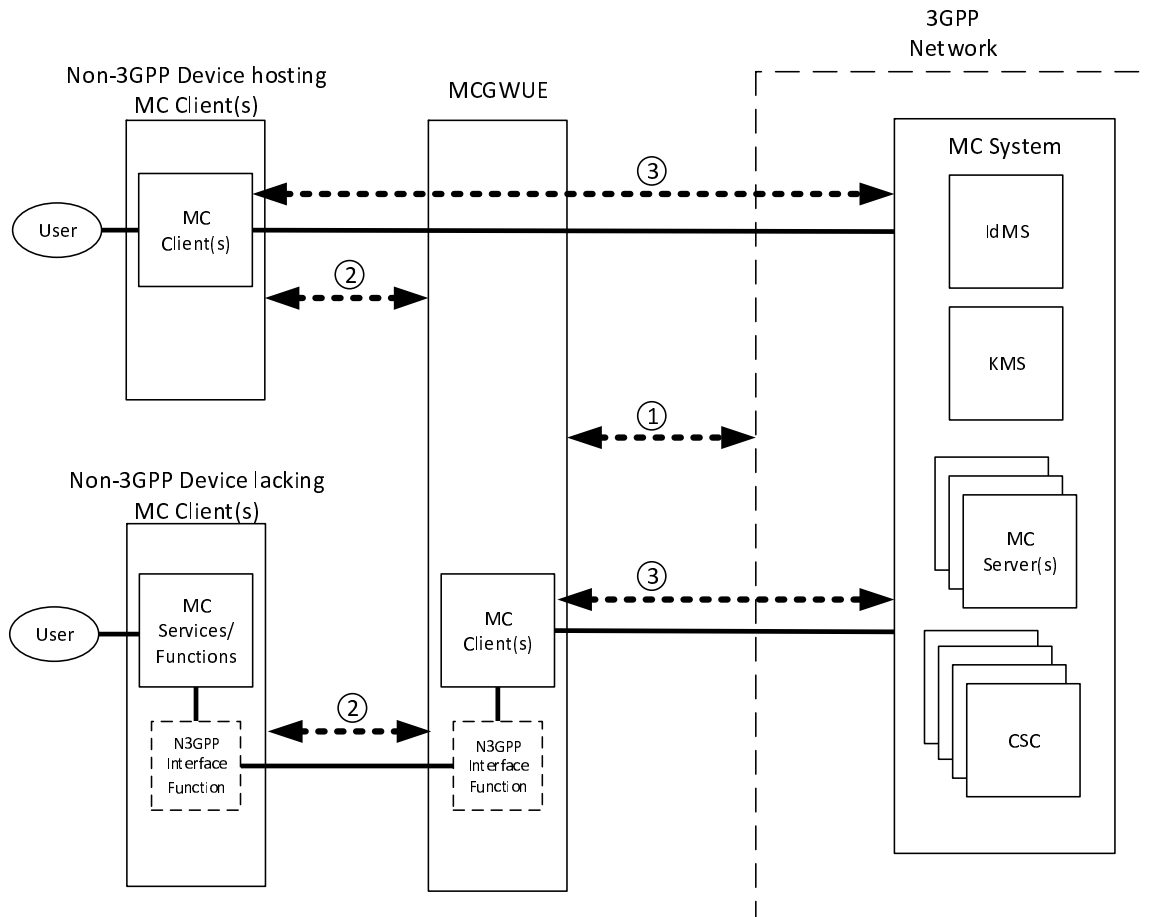 3GPP
Network
Non-3GPP Device hosting
MC Client(s)
MCGWUE
MC System
3
MC
Client(s)
User
IdMS
2
KMS
1
Non-3GPP Device lacking
MC Client(s)
MC
Server(s)
3
MC
Services/
Functions
MC
Client(s)
User
2
N3GPP
Interface
Function
N3GPP
Interface
Function
CSC